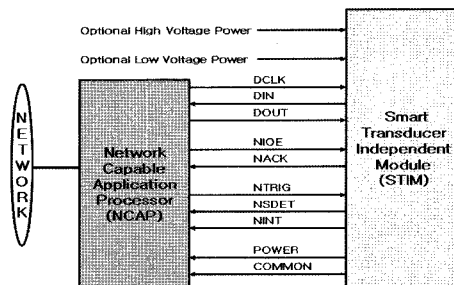 Optional High Voltage Power
Optional Low Voltage Power
NETWORK
Network
Capable
Application
Processor
(NCAP)
DCLK
DIN
DOUT
NIOE
NACK
NTRIG
NSDET
NINT
POWER
COMMON
Smart
Transducer
Independent
Module
(STIM)